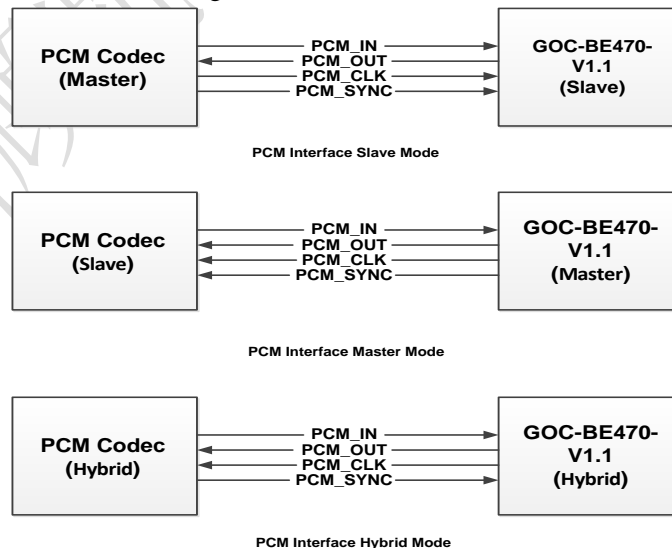 PCM Codec
(Master)
PCM_IN
PCM_OUT
PCM_CLK
PCM_SYNC
GOC-BE470-
V1.1
(Slave)
PCM Interface Slave Mode
PCM Codec
(Slave)
PCM_IN
PCM_OUT
PCM_CLK
PCM_SYNC
GOC-BE470-
V1.1
(Master)
PCM Interface Master Mode
PCM Codec
(Hybrid)
PCM_IN
PCM_OUT
PCM_CLK
PCM_SYNC
GOC-BE470-
V1.1
(Hybrid)
PCM Interface Hybrid Mode